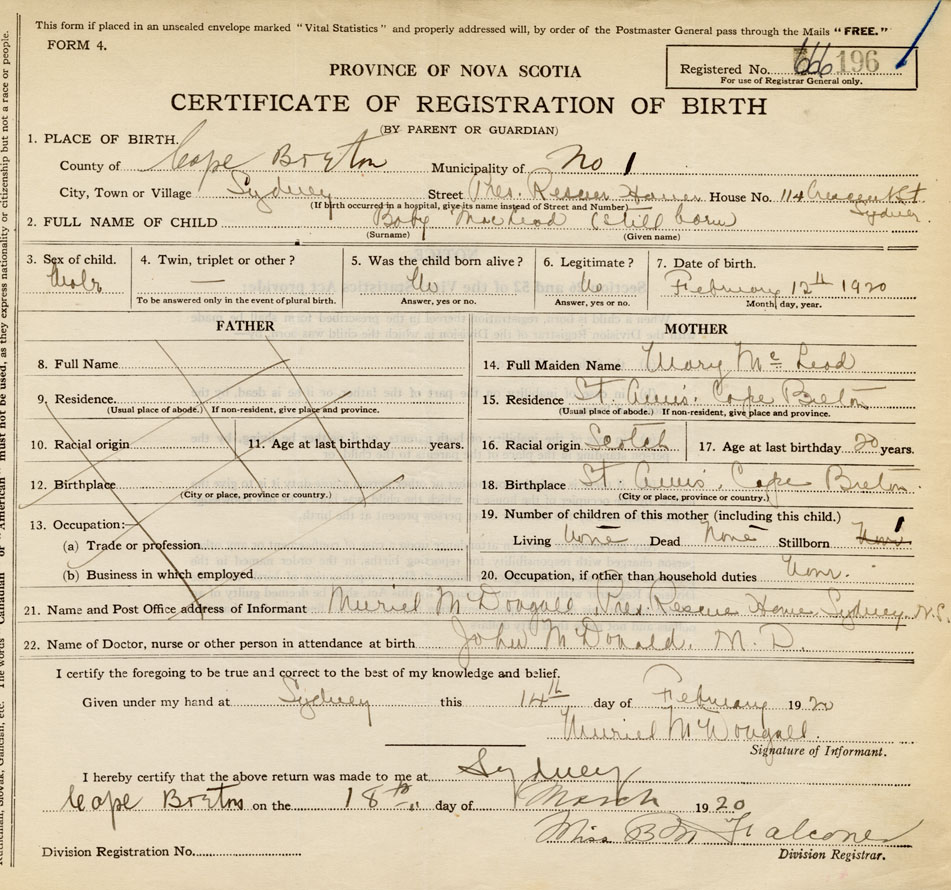 This form if placed in an unsealed envelope marked "Vital Statistics" and properly addressed will, by order of the Postmaster General pass through the Mails "FREE."
FORM 4.
Registered No. 196
For use of Registrar General only.
PROVINCE OF NOVA SCOTIA
CERTIFICATE OF REGISTRATION OF BIRTH
(BY PARENT OR GUARDIAN)
1. PLACE OF BIRTH.
County of Cape Breton Municipality of No 1
City, Town or Village Sydney Street Pres. Rescue Home House No. 114 Crescent St.
Sydney
(If birth occurred in a hospital, give its name instead of Street and Number)
2. FULL NAME OF CHILD Baby MacLeod (Still born)
(Surname) (Given name)
3. Sex of child. 4. Twin, triplet or other? 5. Was the child born alive? 6. Legitimate? 7. Date of birth.
Male — No No February 12th 1920
To be answered only in the event of plural birth. Answer, yes or no. Answer, yes or no. Month, day, year.
FATHER
8. Full Name
9. Residence.
(Usual place of abode.) If non-resident, give place and province.
10. Racial origin 11. Age at last birthday years.
12. Birthplace
(City or place, province or country.)
13. Occupation:—
(a) Trade or profession
(b) Business in which employed
MOTHER
14. Full Maiden Name Mary McLeod
15. Residence St. Anns. Cape Breton
(Usual place of abode.) If non-resident, give place and province.
16. Racial origin Scotch 17. Age at last birthday 20 years.
18. Birthplace St. Anns. Cape Breton.
(City or place, province or country.)
19. Number of children of this mother (including this child.)
Living None Dead None Stillborn 1
20. Occupation, if other than household duties None.
21. Name and Post Office address of Informant Muriel McDougall, Pres. Rescue Home Sydney, N.S.
22. Name of Doctor, nurse or other person in attendance at birth John McDonald. M.D.
I certify the foregoing to be true and correct to the best of my knowledge and belief.
Given under my hand at Sydney this 14th day of February 1920
Muriel McDougall.
Signature of Informant.
I hereby certify that the above return was made to me at Sydney
Cape Breton on the 18th day of March 1920
Miss B M Falconer
Division Registrar.
Division Registration No.